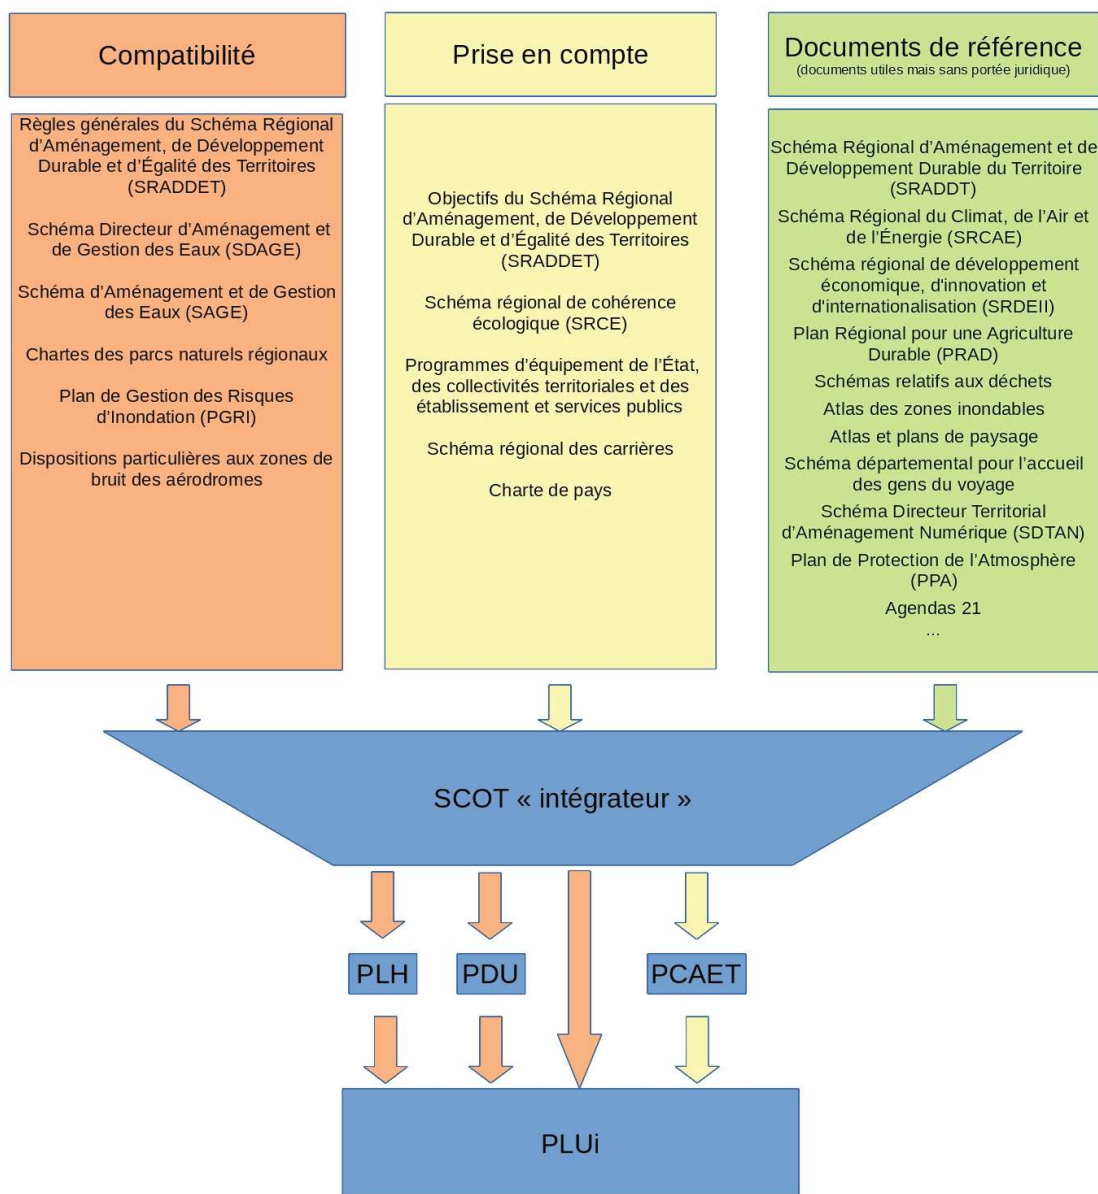 Compatibilité
Règles générales du Schéma Régional
d’Aménagement, de Développement
Durable et d’Égalité des Territoires
(SRADDET)
Schéma Directeur d’Aménagement et
de Gestion des Eaux (SDAGE)
Schéma d’Aménagement et de Gestion
des Eaux (SAGE)
Chartes des parcs naturels régionaux
Plan de Gestion des Risques
d’Inondation (PGRI)
Dispositions particulières aux zones de
bruit des aérodromes
Prise en compte
Objectifs du Schéma Régional
d’Aménagement, de Développement
Durable et d’Égalité des Territoires
(SRADDET)
Schéma régional de cohérence
écologique (SRCE)
Programmes d’équipement de l’État,
des collectivités territoriales et des
établissement et services publics
Schéma régional des carrières
Charte de pays
Documents de référence
(documents utiles mais sans portée juridique)
Schéma Régional d’Aménagement et de
Développement Durable du Territoire
(SRADDT)
Schéma Régional du Climat, de l’Air et
de l’Énergie (SRCAE)
Schéma régional de développement
économique, d'innovation et
d'internationalisation (SRDEII)
Plan Régional pour une Agriculture
Durable (PRAD)
Schémas relatifs aux déchets
Atlas des zones inondables
Atlas et plans de paysage
Schéma départemental pour l’accueil
des gens du voyage
Schéma Directeur Territorial
d’Aménagement Numérique (SDTAN)
Plan de Protection de l’Atmosphère
(PPA)
Agendas 21
...
SCOT « intégrateur »
PLH
PDU
PCAET
PLUi